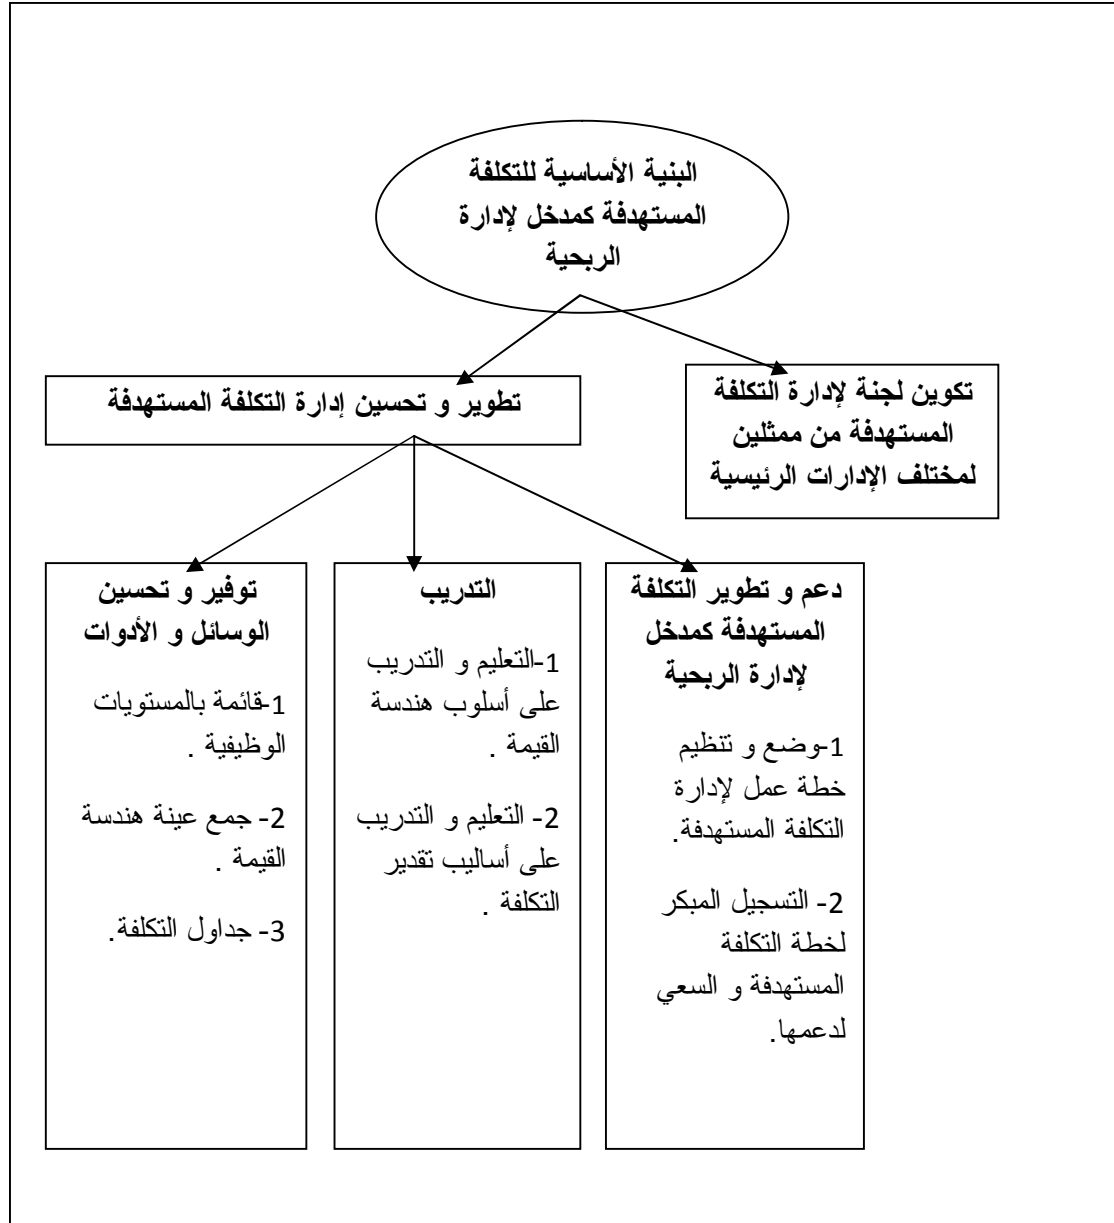 البنية الأساسية للتكلفة
المستهدفة كمدخل لإدارة
الربحية
تكوين لجنة لإدارة التكلفة
المستهدفة من ممثلين
لمختلف الإدارات الرئيسية
تطوير و تحسين إدارة التكلفة المستهدفة
دعم و تطوير التكلفة
المستهدفة كمدخل
لإدارة الربحية
1-وضع و تنظيم
خطة عمل لإدارة
التكلفة المستهدفة.
2- التسجيل المبكر
لخطة التكلفة
المستهدفة و السعي
لدعمها.
التدريب
1-التعليم و التدريب
على أسلوب هندسة
القيمة .
2- التعليم و التدريب
على أساليب تقدير
التكلفة .
توفير و تحسين
الوسائل و الأدوات
1-قائمة بالمستويات
الوظيفية .
2- جمع عينة هندسة
القيمة .
3- جداول التكلفة.